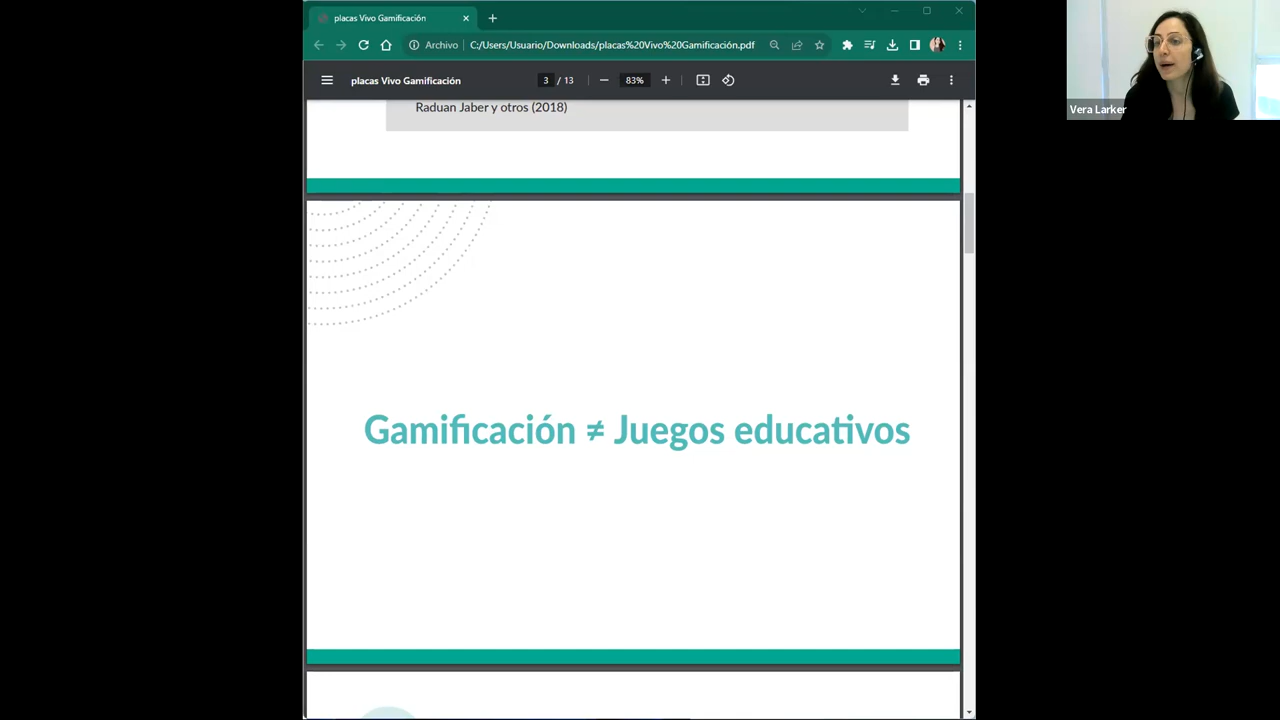 placas Vivo Gamificación
Archivo
C:/Users/Usuario/Downloads/placas%20Vivo%20Gamificación.pdf
placas Vivo Gamificación
3 / 13
83%
Raduan Jaber y otros (2018)
Gamificación ≠ Juegos educativos
Vera Larker